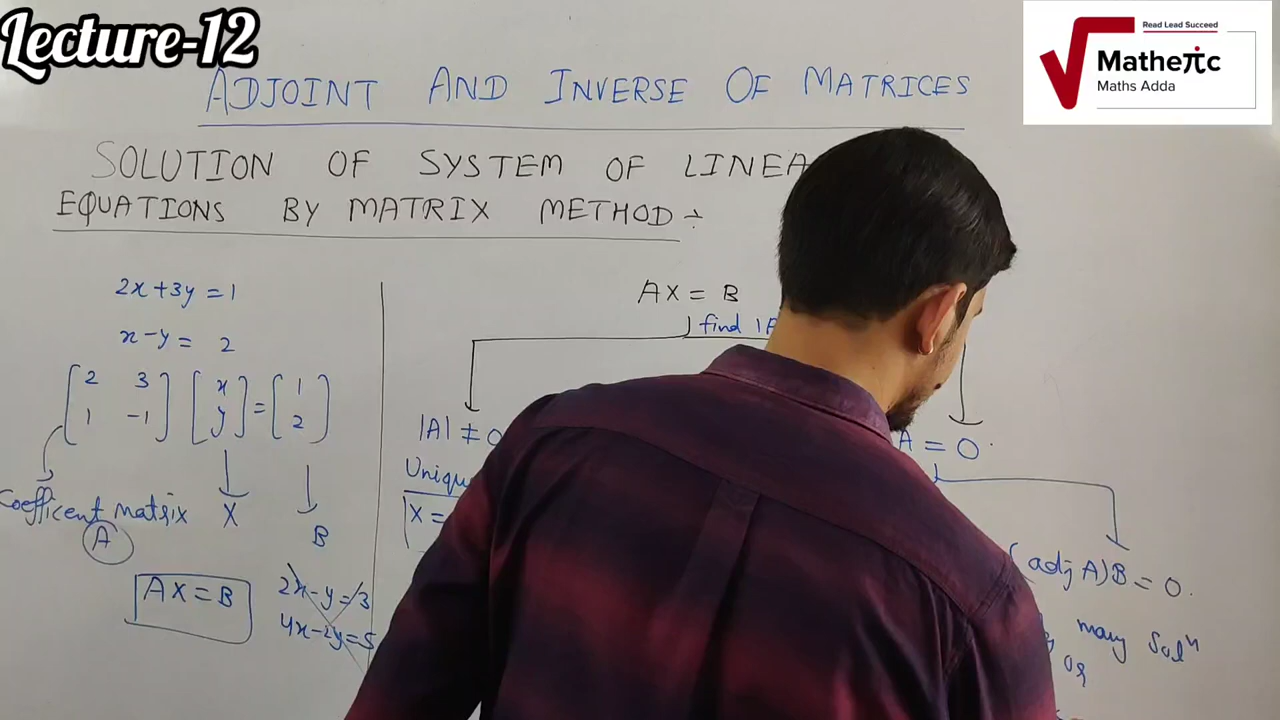 Lecture-12
Read Lead Succeed
Matheπc
Maths Adda
ADJOINT AND INVERSE OF MATRICES
SOLUTION OF SYSTEM OF LINEA
EQUATIONS BY MATRIX METHOD :-
2x+3y = 1
x-y = 2
[2 3] [x] = [1]
[1 -1] [y] [2]
Coefficent matrix X
A
B
AX = B
2x-y=3
4x-2y=5
AX = B
find |A
|A| ≠ 0
Uniqu
X =
A = 0
(adj A)B = 0.
many Solⁿ
or